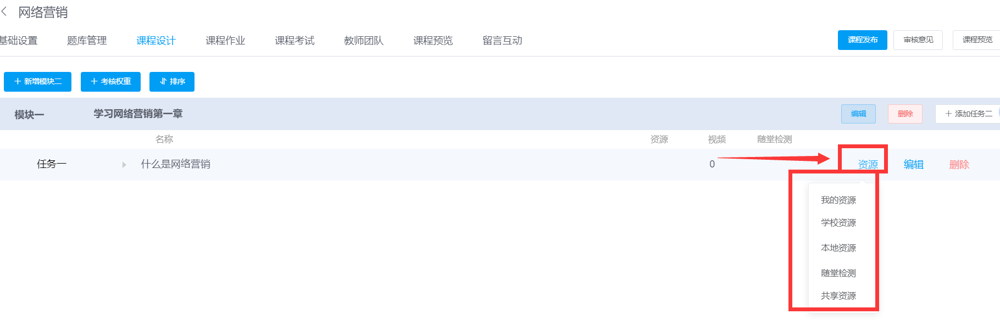 网络营销
基础设置 题库管理 课程设计 课程作业 课程考试 教师团队 课程预览 留言互动 课程发布 审核意见 课程预览
+ 新增模块二 + 考核权重 排序
模块一 学习网络营销第一章 编辑 删除 + 添加任务二
名称 资源 视频 随堂检测
任务一 什么是网络营销 0 资源 编辑 删除
我的资源
学校资源
本地资源
随堂检测
共享资源